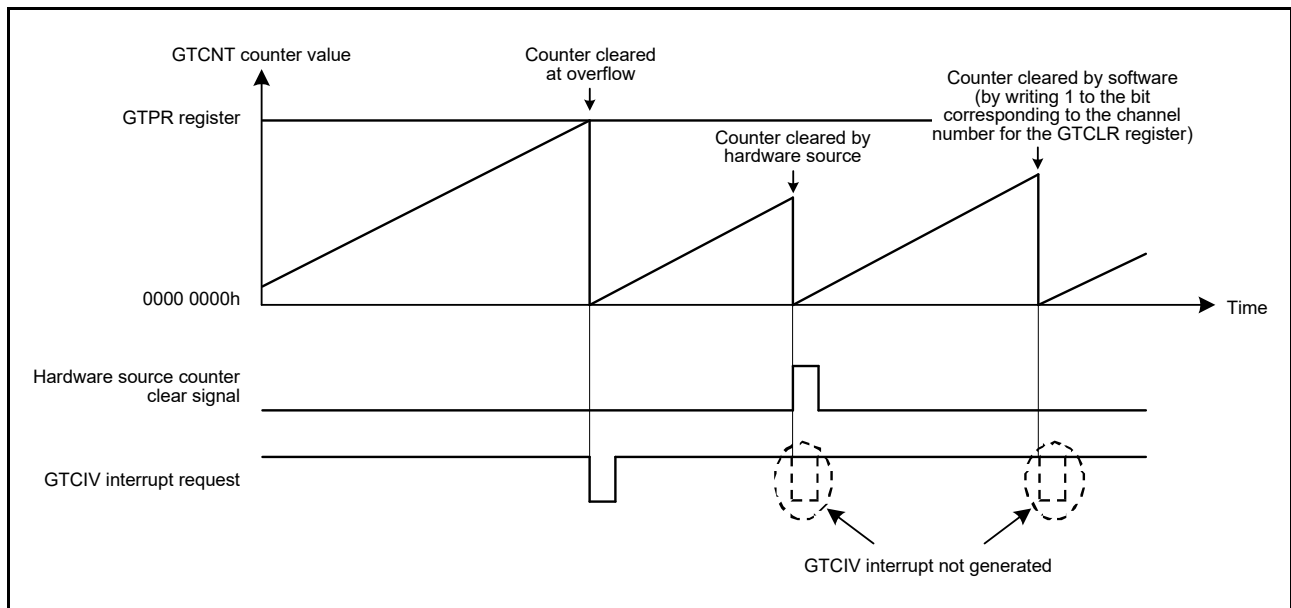 GTCNT counter value
Counter cleared
at overflow
Counter cleared by software
(by writing 1 to the bit
corresponding to the channel
number for the GTCLR register)
GTPR register
Counter cleared by
hardware source
0000 0000h
Time
Hardware source counter
clear signal
GTCIV interrupt request
GTCIV interrupt not generated